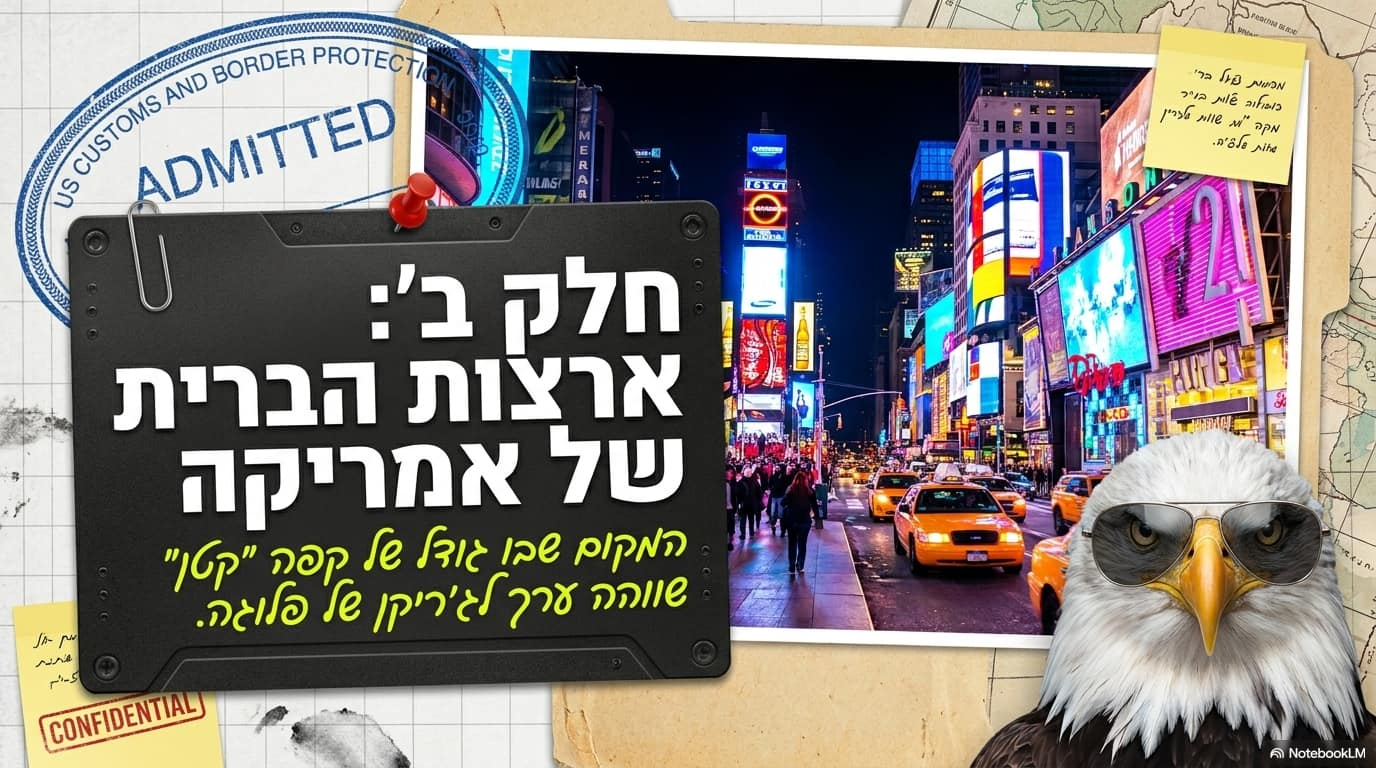 US CUSTOMS AND BORDER PROTECTION
ADMITTED
חלק ב':
ארצות הברית
של אמריקה
המקום שבו גודל של קפה "קטן"
שווה ערך לג'ריקן של פלוגה.
CONFIDENTIAL
NotebookLM